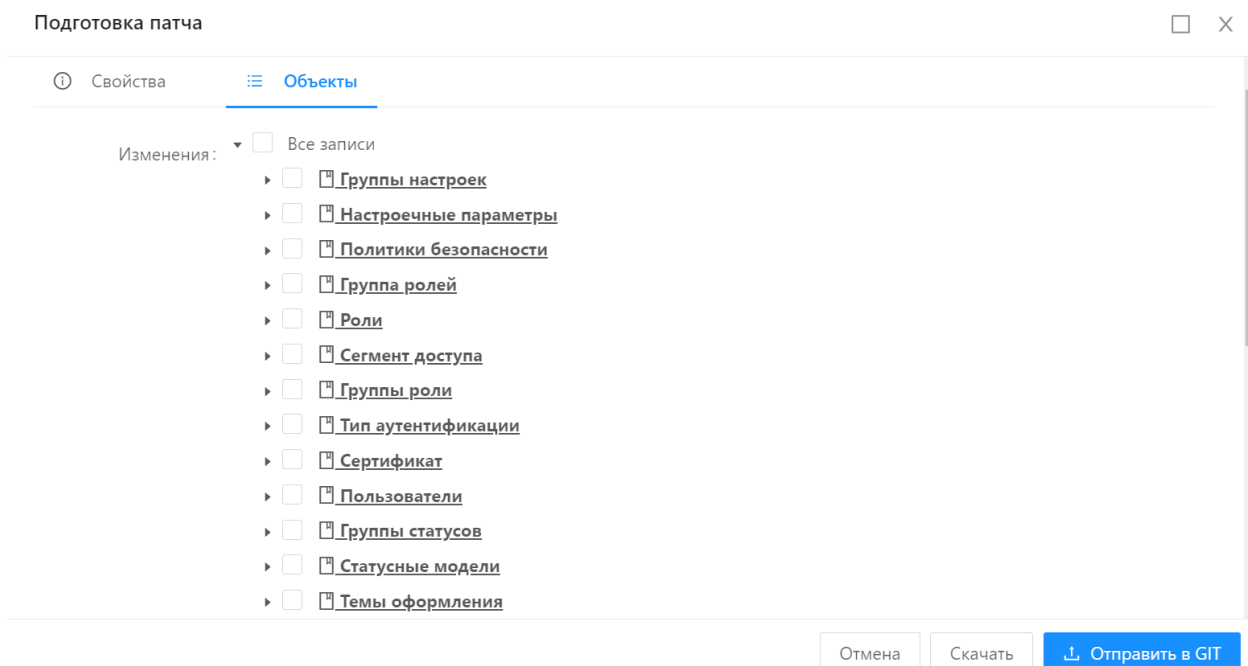 Подготовка патча
Свойства Объекты
Изменения: Все записи
Группы настроек
Настроечные параметры
Политики безопасности
Группа ролей
Роли
Сегмент доступа
Группы роли
Тип аутентификации
Сертификат
Пользователи
Группы статусов
Статусные модели
Темы оформления
Отмена Скачать Отправить в GIT